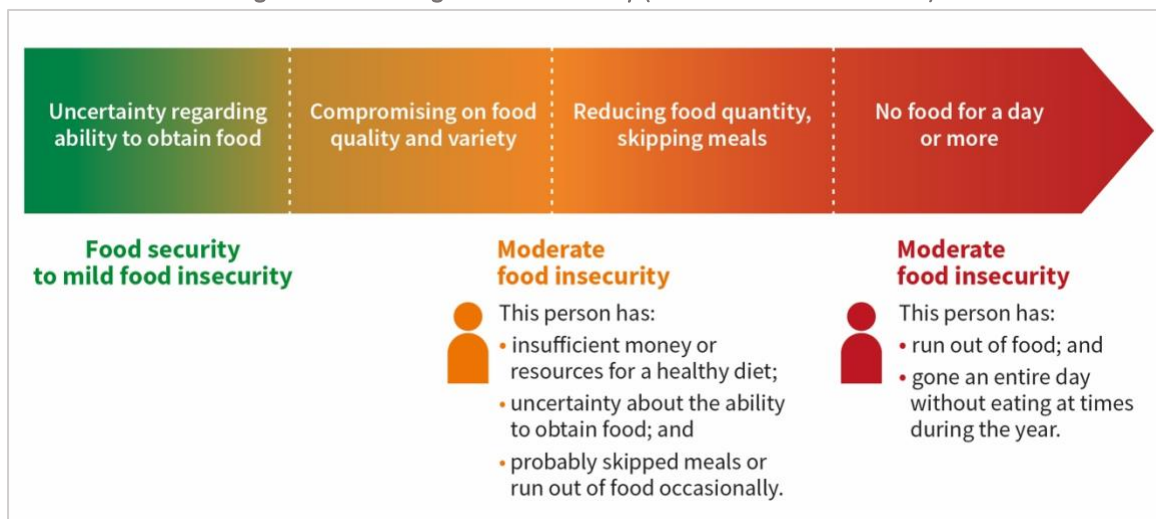 Uncertainty regarding
ability to obtain food
Compromising on food
quality and variety
Reducing food quantity,
skipping meals
No food for a day
or more
Food security
to mild food insecurity
Moderate
food insecurity
This person has:
• insufficient money or
resources for a healthy diet;
• uncertainty about the ability
to obtain food; and
• probably skipped meals or
run out of food occasionally.
Moderate
food insecurity
This person has:
• run out of food; and
• gone an entire day
without eating at times
during the year.